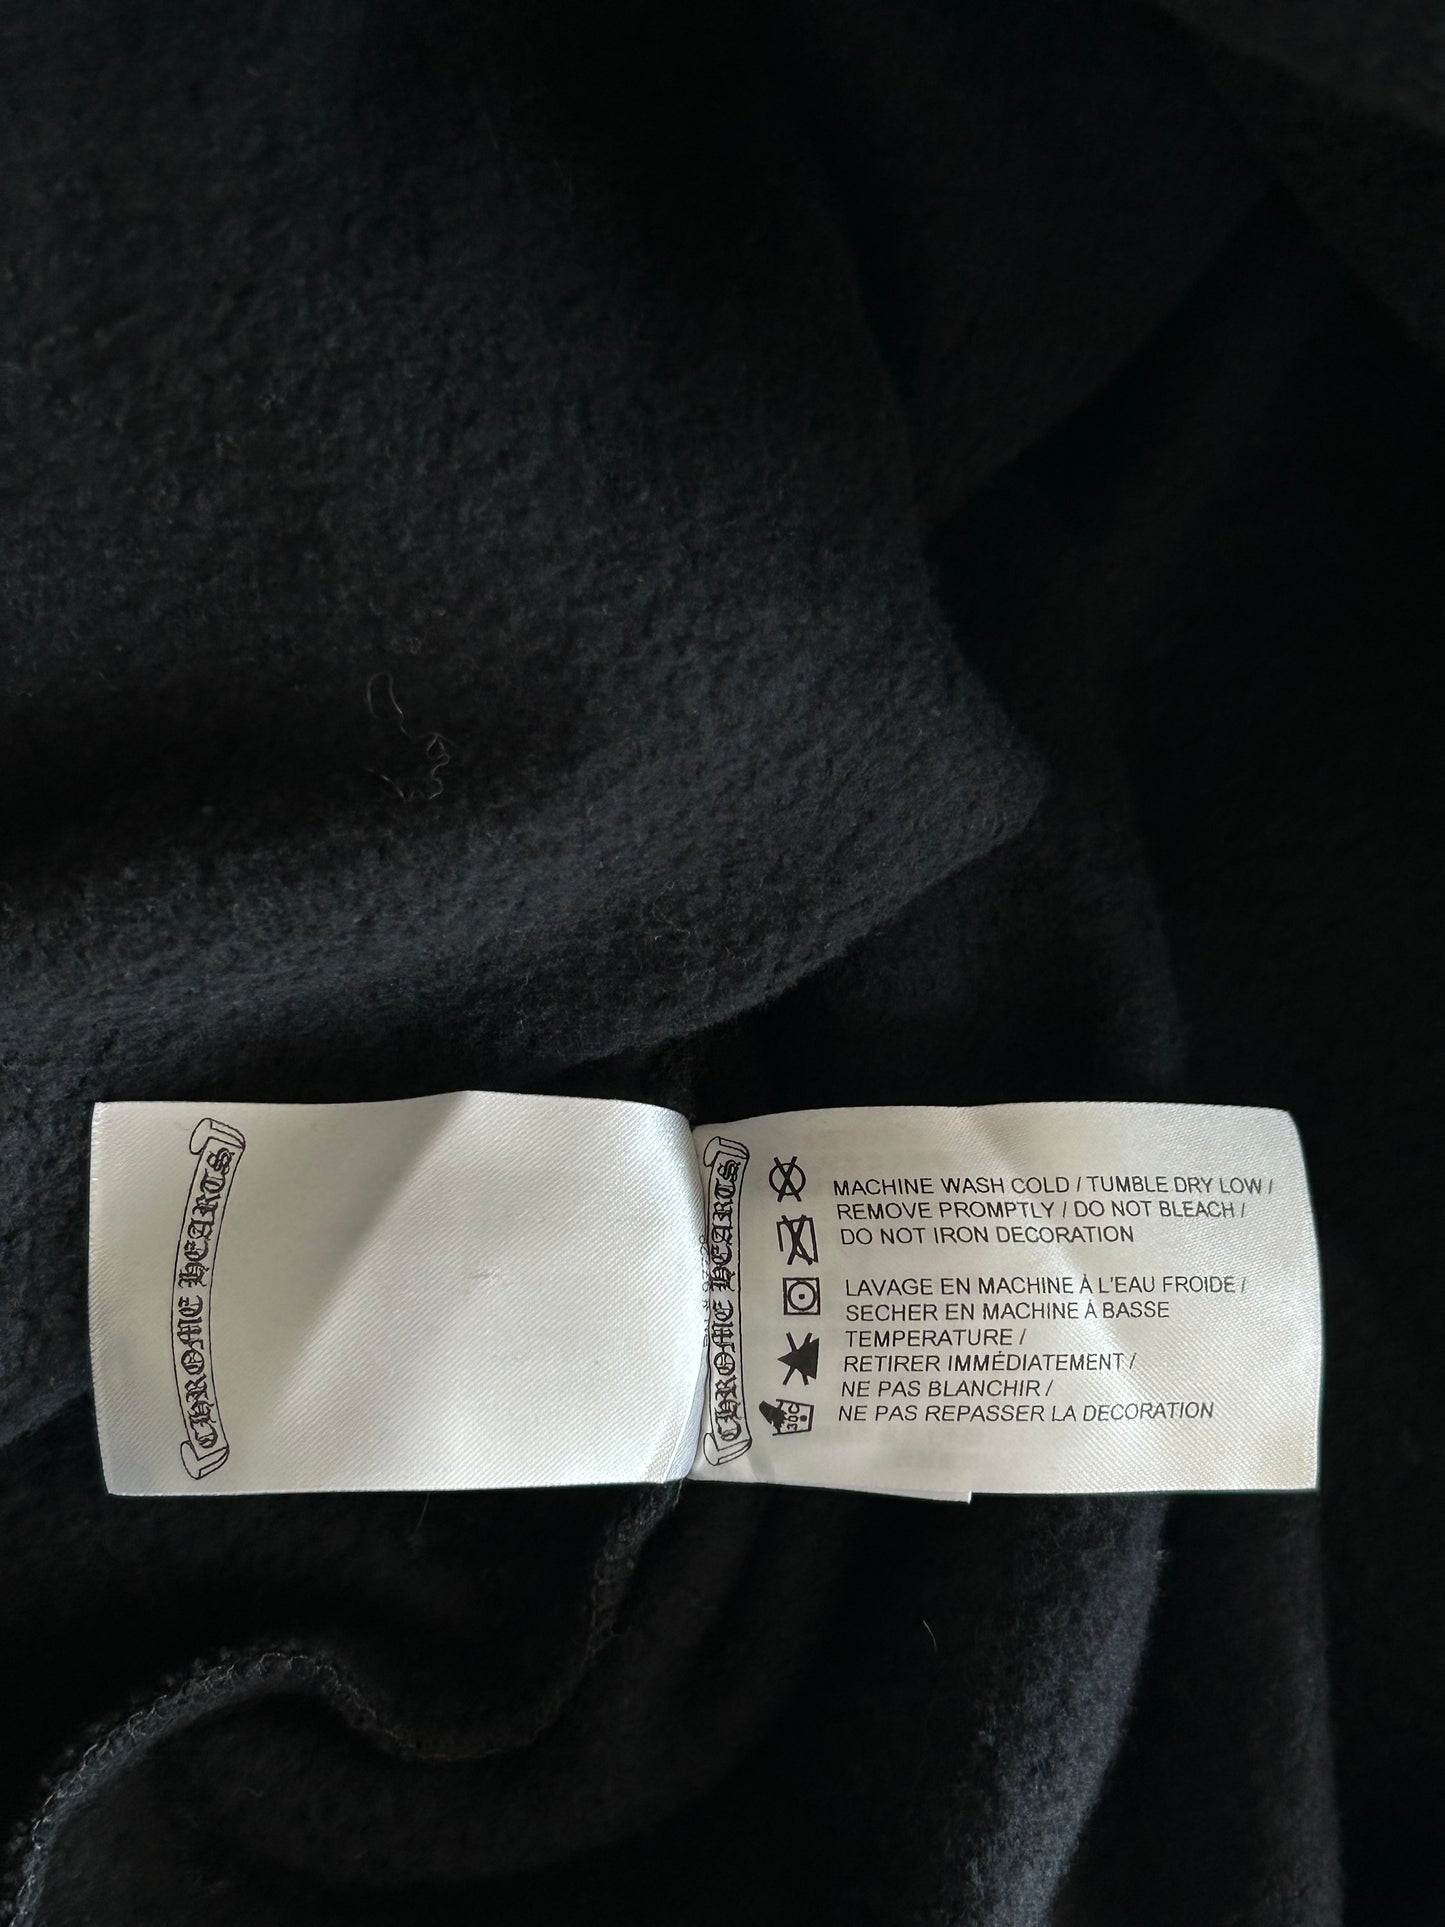 CHROME HEARTS
CHROME HEARTS
MACHINE WASH COLD / TUMBLE DRY LOW /
REMOVE PROMPTLY / DO NOT BLEACH /
DO NOT IRON DECORATION
LAVAGE EN MACHINE À L'EAU FROIDE /
SECHER EN MACHINE À BASSE
TEMPERATURE /
RETIRER IMMÉDIATEMENT /
NE PAS BLANCHIR /
NE PAS REPASSER LA DECORATION
30C